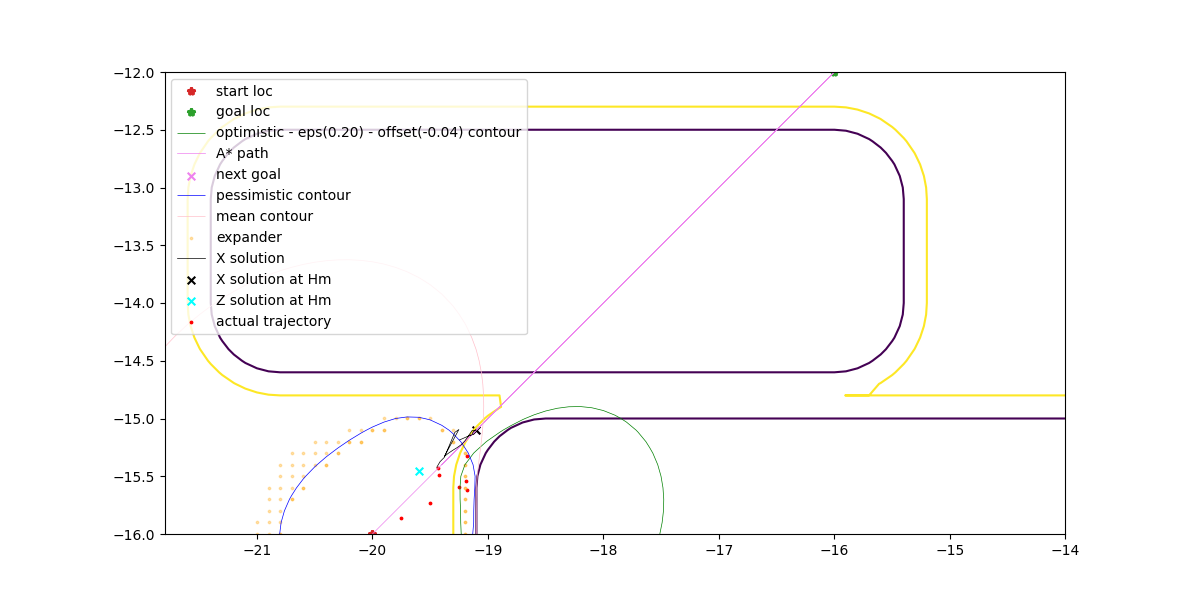 start loc
goal loc
optimistic - eps(0.20) - offset(-0.04) contour
A* path
next goal
pessimistic contour
mean contour
expander
X solution
X solution at Hm
Z solution at Hm
actual trajectory
−12.0
−12.5
−13.0
−13.5
−14.0
−14.5
−15.0
−15.5
−16.0
−21 −20 −19 −18 −17 −16 −15 −14